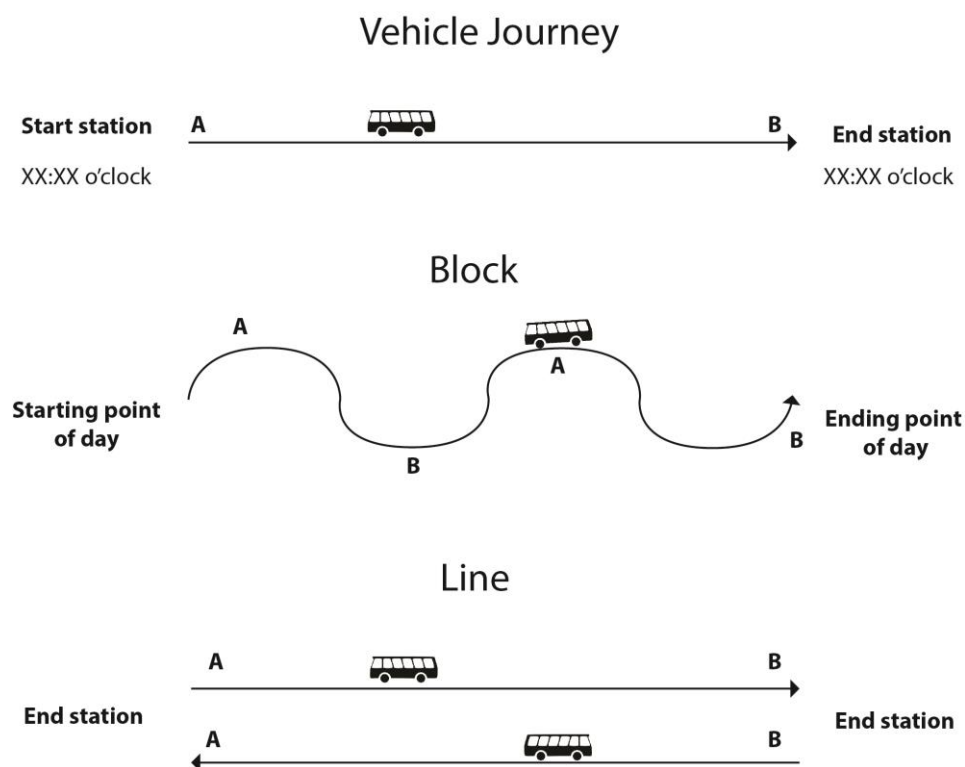 Vehicle Journey
Start station
A
B
End station
XX:XX o’clock
XX:XX o’clock
Block
A
A
Starting point
of day
B
B
Ending point
of day
Line
A
B
End station
End station
A
B